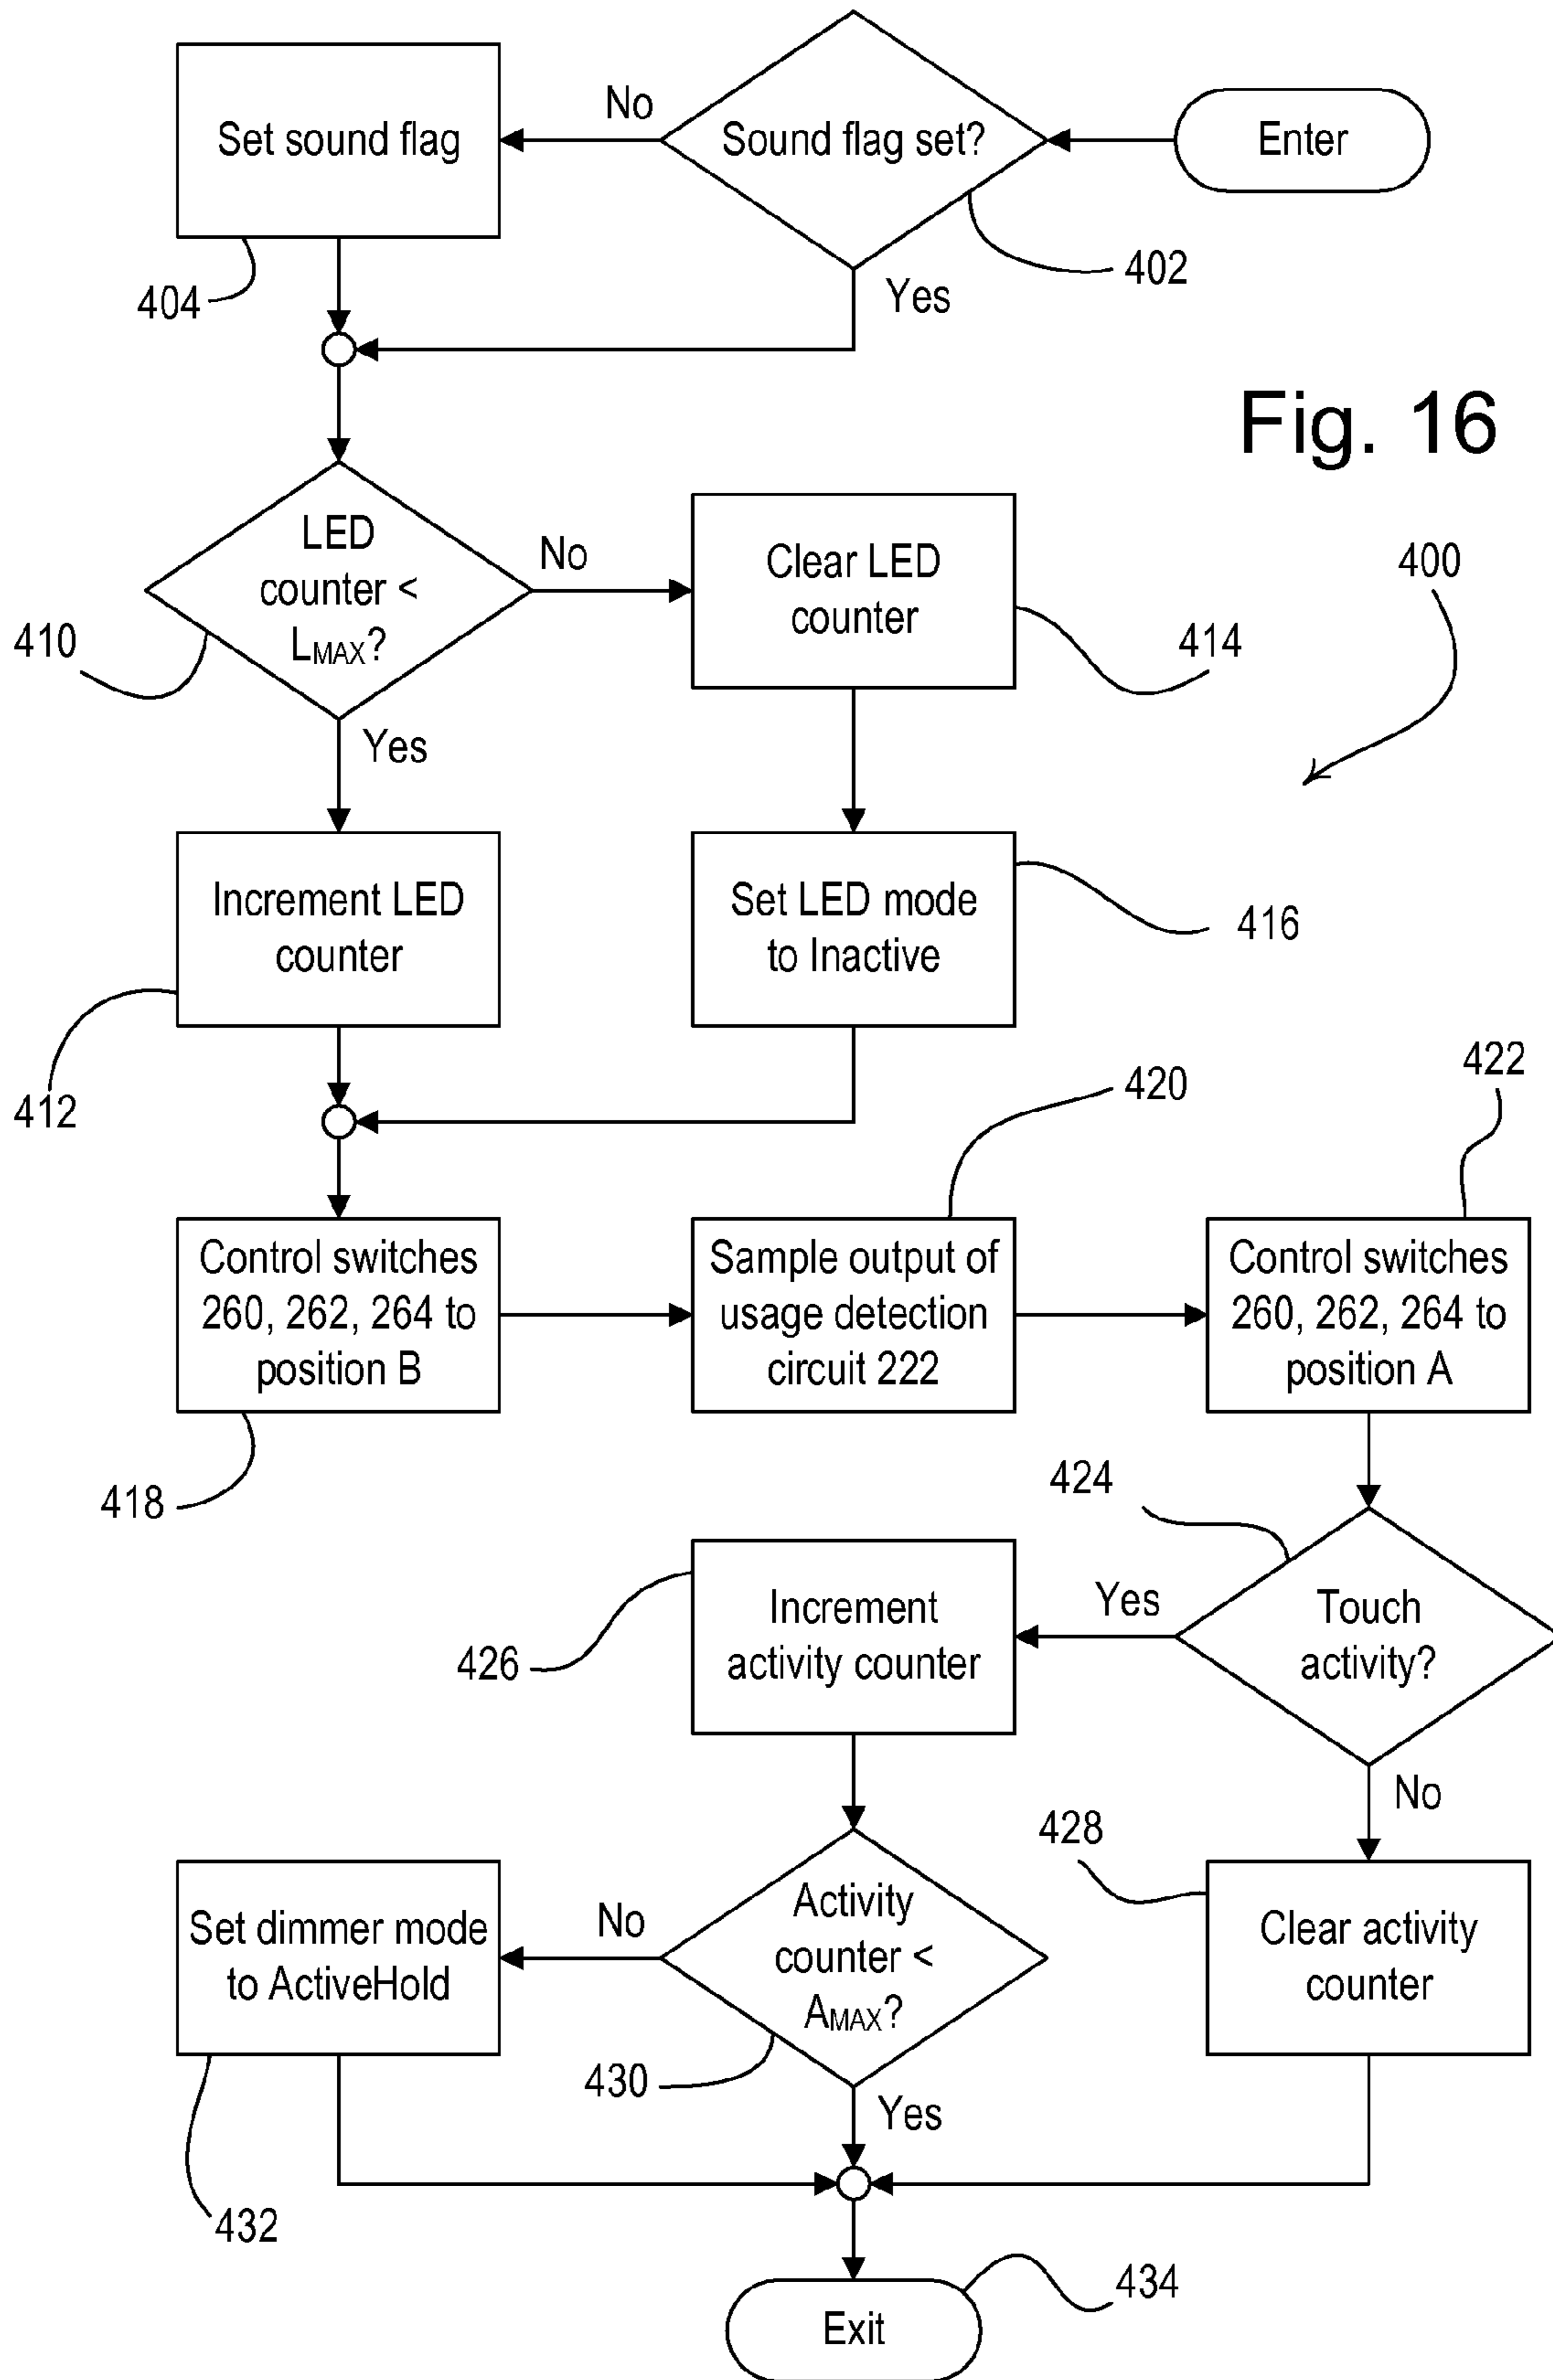 Enter
Sound flag set?
No
Set sound flag
402
404
Yes
Fig. 16
LED
counter <
LMAX?
No
Clear LED
counter
400
410
414
Yes
Increment LED
counter
Set LED mode
to Inactive
416
412
420
422
Control switches
260, 262, 264 to
position B
Sample output of
usage detection
circuit 222
Control switches
260, 262, 264 to
position A
418
424
Touch
activity?
Yes
Increment
activity counter
426
No
428
Clear activity
counter
Activity
counter <
AMAX?
No
Set dimmer mode
to ActiveHold
430
Yes
432
434
Exit